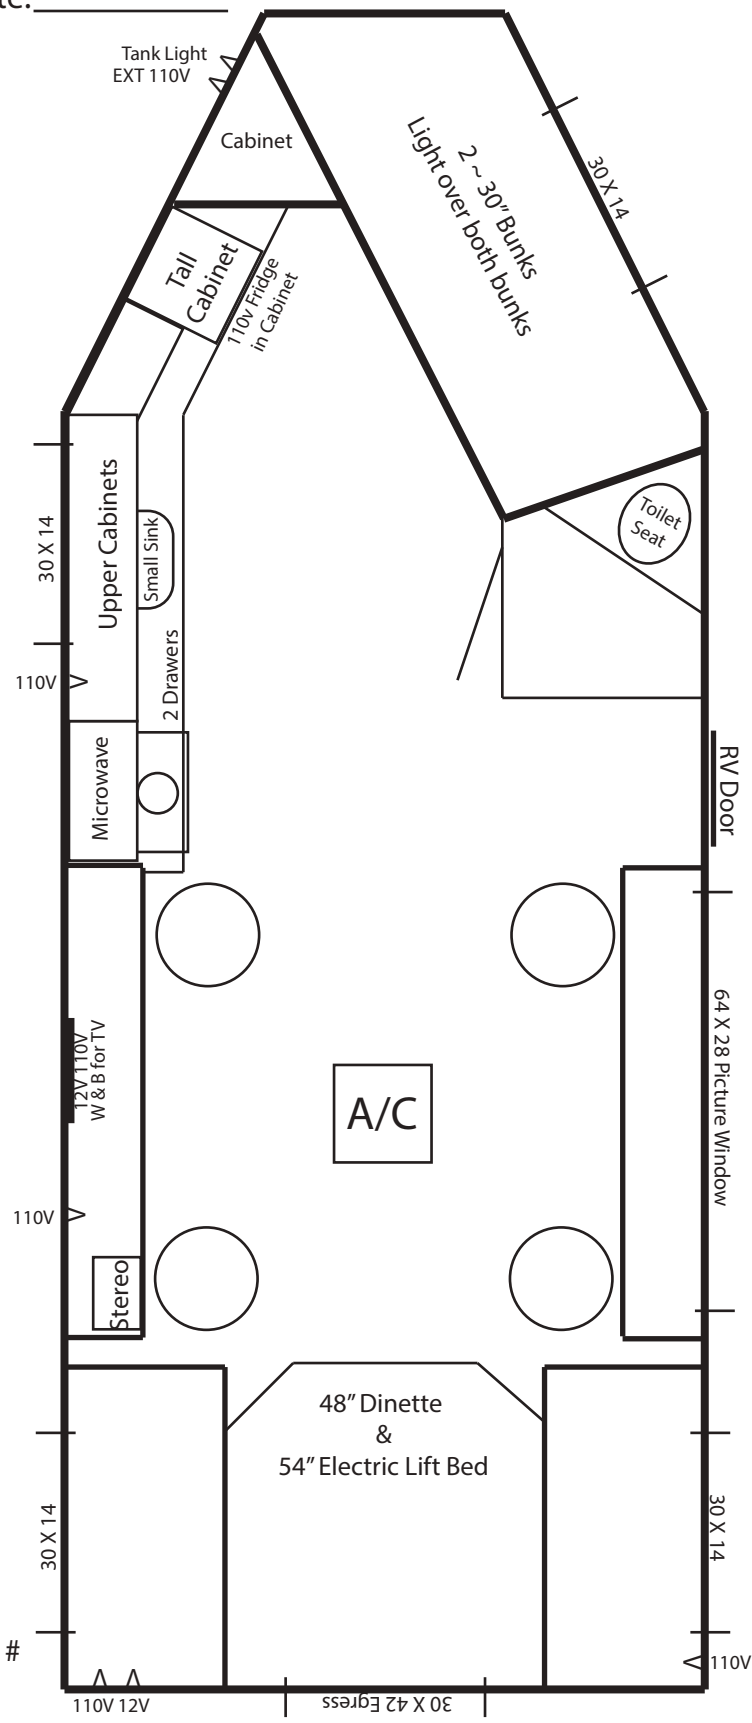 Tank Light
EXT 110V
Cabinet
2 ~ 30” Bunks
Light over both bunks
30 X 14
Tall
Cabinet
110v Fridge
in Cabinet
Upper Cabinets
30 X 14
Small Sink
Toilet
Seat
2 Drawers
110V
Microwave
RV Door
64 X 28 Picture Window
12V 110V
W & B for TV
A/C
110V
Stereo
48” Dinette
&
54” Electric Lift Bed
30 X 14
30 X 14
#
110V
110V 12V
30 X 42 Egress